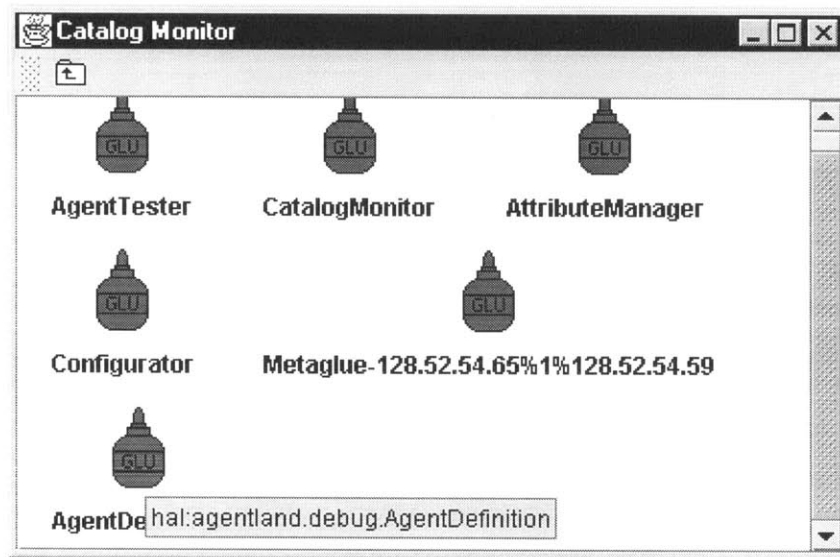 Catalog Monitor
GLU GLU GLU
AgentTester CatalogMonitor AttributeManager
GLU GLU
Configurator Metaglue-128.52.54.65%1%128.52.54.59
GLU
AgentDe hal:agentland.debug.AgentDefinition